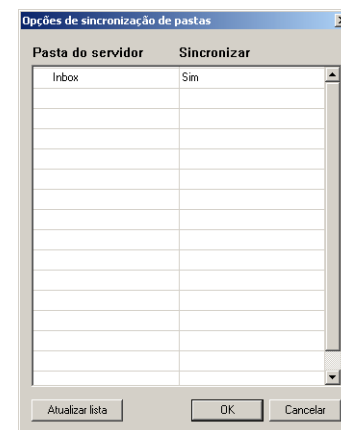 Opções de sincronização de pastas
Pasta do servidor Sincronizar
Inbox Sim
Atualizar lista OK Cancelar